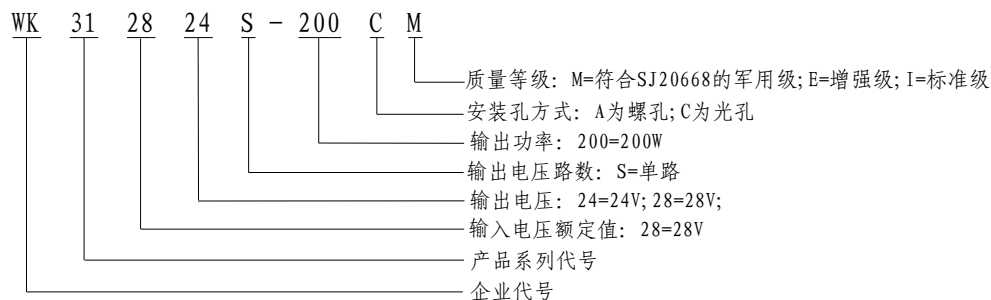 WK 31 28 24 S - 200 C M
质量等级: M=符合SJ20668的军用级;E=增强级;I=标准级
安装孔方式: A为螺孔;C为光孔
输出功率: 200=200W
输出电压路数: S=单路
输出电压: 24=24V;28=28V;
输入电压额定值: 28=28V
产品系列代号
企业代号